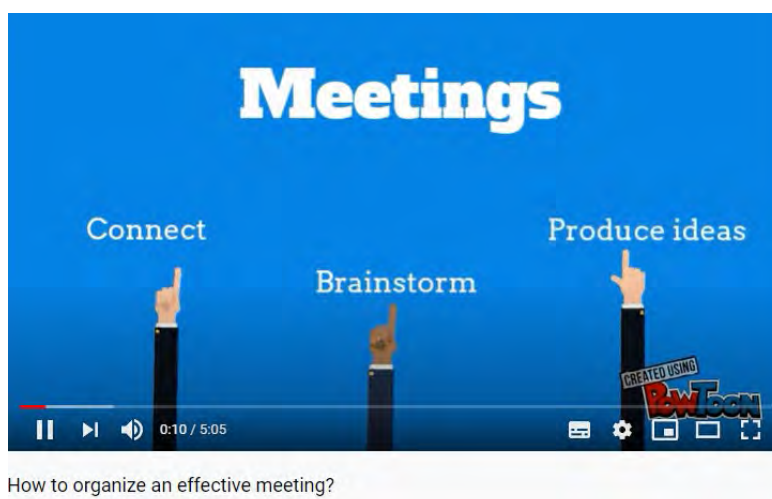 Meetings
Connect
Produce ideas
Brainstorm
CREATED USING
POWTOON
0:10 / 5:05
How to organize an effective meeting?